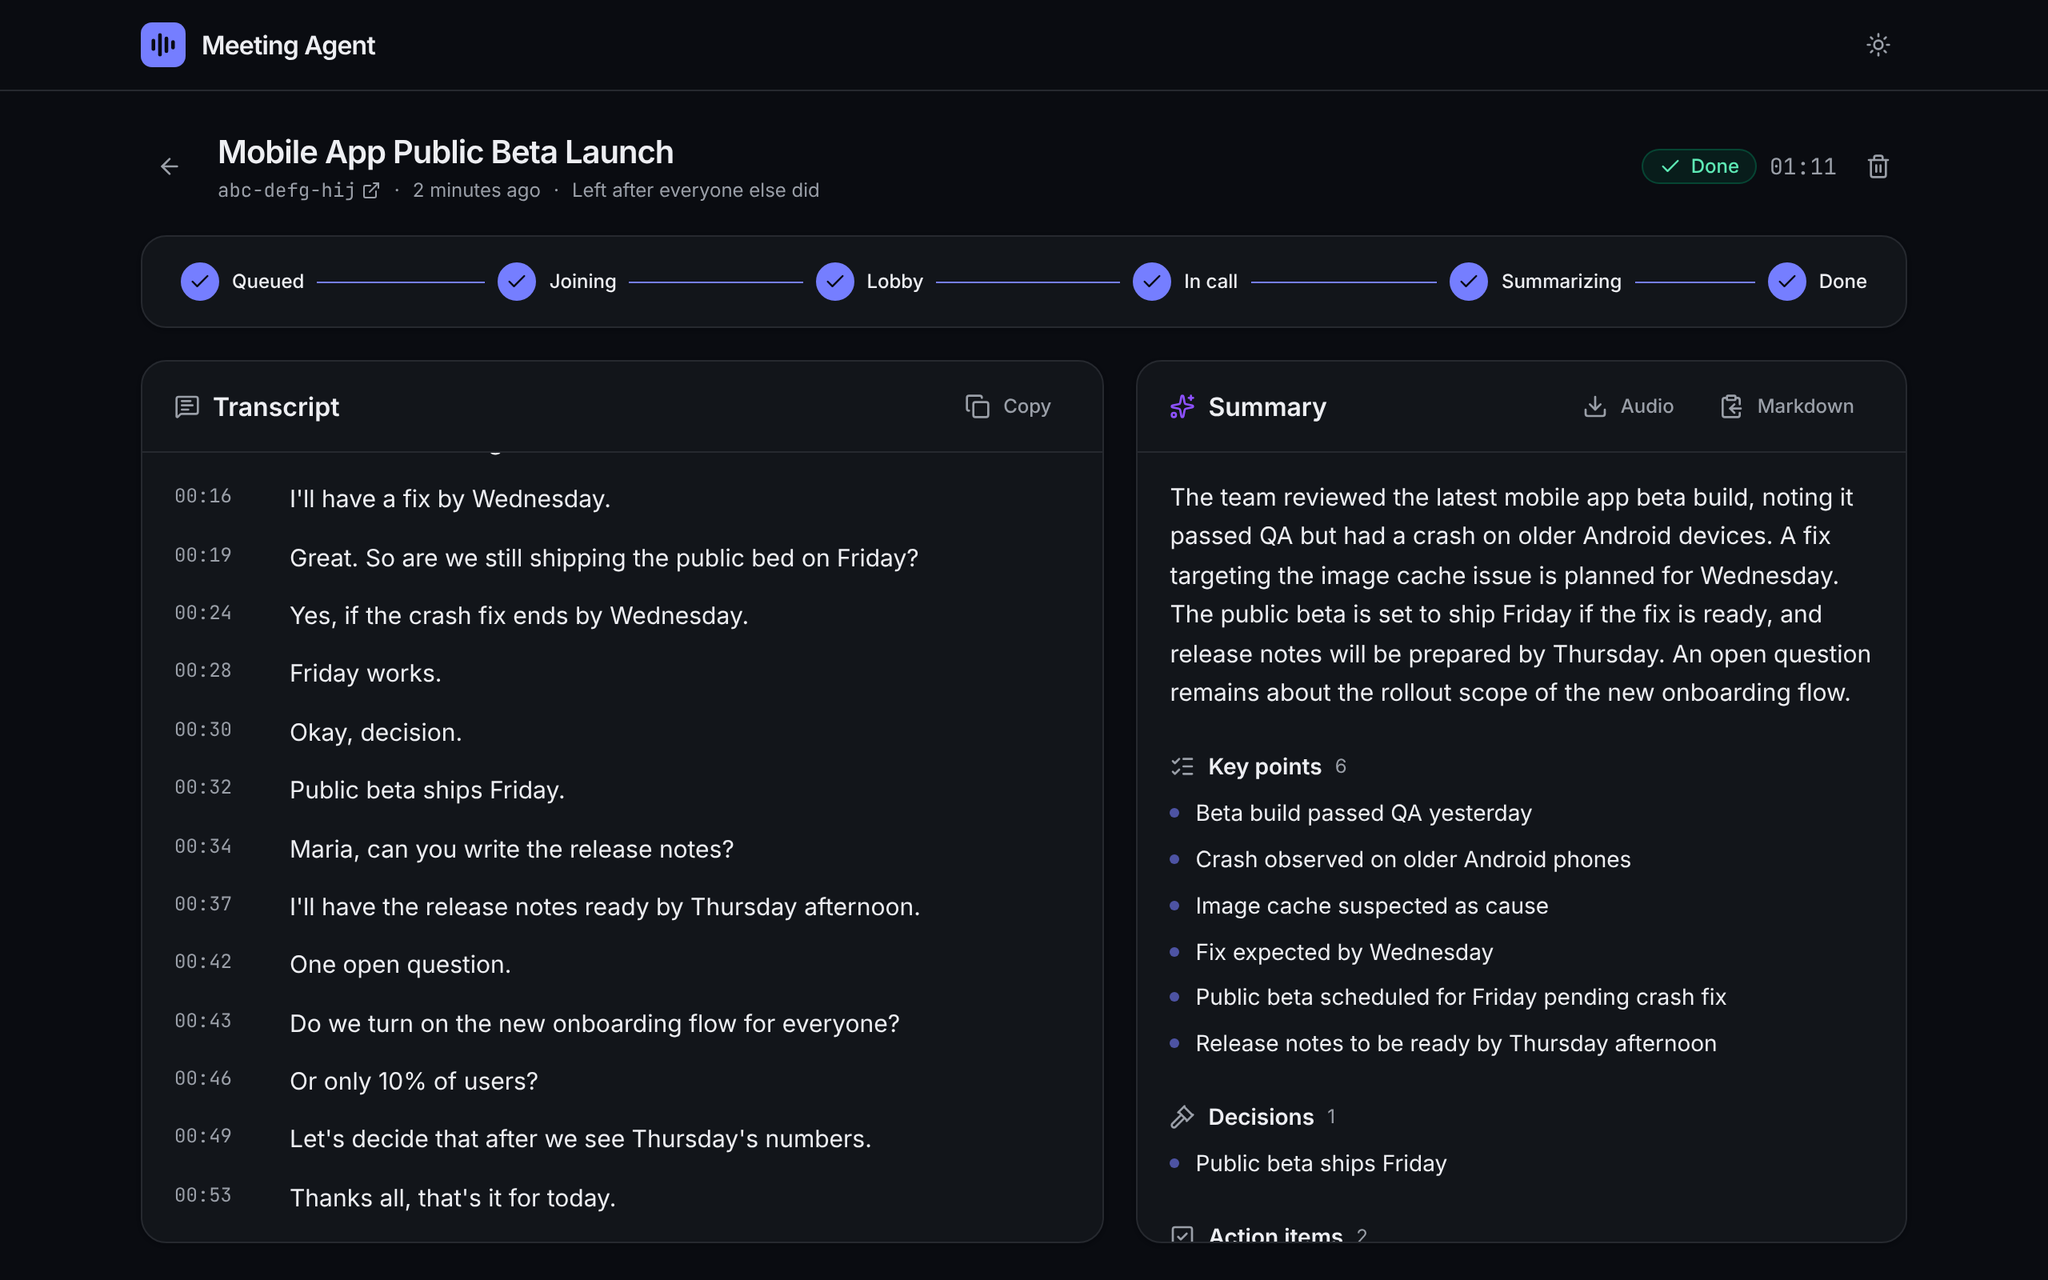 Meeting Agent
Mobile App Public Beta Launch
abc-defg-hij · 2 minutes ago · Left after everyone else did
Done 01:11
Queued
Joining
Lobby
In call
Summarizing
Done
Transcript
Copy
00:16 I'll have a fix by Wednesday.
00:19 Great. So are we still shipping the public bed on Friday?
00:24 Yes, if the crash fix ends by Wednesday.
00:28 Friday works.
00:30 Okay, decision.
00:32 Public beta ships Friday.
00:34 Maria, can you write the release notes?
00:37 I'll have the release notes ready by Thursday afternoon.
00:42 One open question.
00:43 Do we turn on the new onboarding flow for everyone?
00:46 Or only 10% of users?
00:49 Let's decide that after we see Thursday's numbers.
00:53 Thanks all, that's it for today.
Summary
Audio
Markdown
The team reviewed the latest mobile app beta build, noting it
passed QA but had a crash on older Android devices. A fix
targeting the image cache issue is planned for Wednesday.
The public beta is set to ship Friday if the fix is ready, and
release notes will be prepared by Thursday. An open question
remains about the rollout scope of the new onboarding flow.
Key points 6
Beta build passed QA yesterday
Crash observed on older Android phones
Image cache suspected as cause
Fix expected by Wednesday
Public beta scheduled for Friday pending crash fix
Release notes to be ready by Thursday afternoon
Decisions 1
Public beta ships Friday
Action items 2